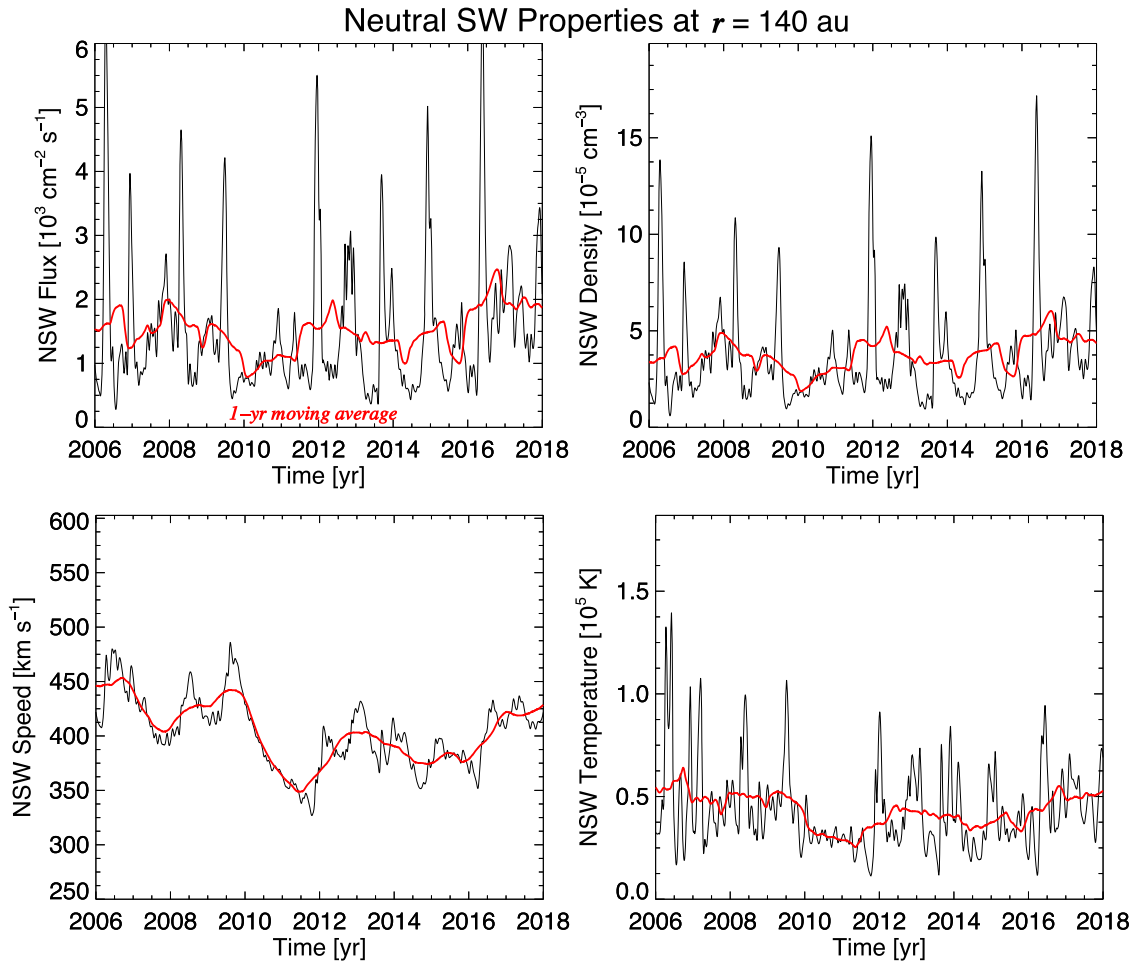 Neutral SW Properties at r = 140 au
NSW Flux [10³ cm⁻² s⁻¹]
6
5
4
3
2
1
0
1−yr moving average
2006 2008 2010 2012 2014 2016 2018
Time [yr]
NSW Density [10⁻⁵ cm⁻³]
15
10
5
0
2006 2008 2010 2012 2014 2016 2018
Time [yr]
NSW Speed [km s⁻¹]
600
550
500
450
400
350
300
250
2006 2008 2010 2012 2014 2016 2018
Time [yr]
NSW Temperature [10⁵ K]
1.5
1.0
0.5
0.0
2006 2008 2010 2012 2014 2016 2018
Time [yr]